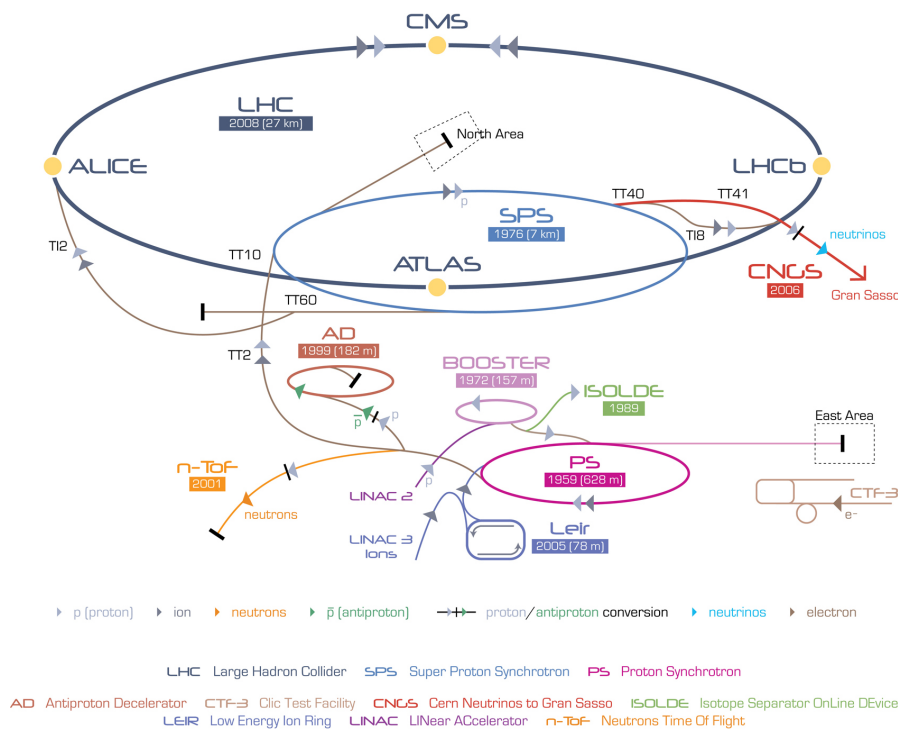 CMS
LHC
2008 (27 km)
North Area
ALICE
LHCb
TT40
TT41
p
SPS
1976 (7 km)
TI2
TT10
TI8
neutrinos
ATLAS
CNGS
2006
Gran Sasso
TT60
AD
1999 (182 m)
TT2
BOOSTER
1972 (157 m)
ISOLDE
1989
p̄
p
East Area
n-ToF
2001
PS
1959 (628 m)
LINAC 2
p
CTF-3
e-
neutrons
LINAC 3
Ions
Leir
2005 (78 m)
p (proton) ion neutrons p̄ (antiproton) proton/antiproton conversion neutrinos electron
LHC Large Hadron Collider SPS Super Proton Synchrotron PS Proton Synchrotron
AD Antiproton Decelerator CTF-3 Clic Test Facility CNGS Cern Neutrinos to Gran Sasso ISOLDE Isotope Separator OnLine DEvice
LEIR Low Energy Ion Ring LINAC LINear ACcelerator n-ToF Neutrons Time Of Flight